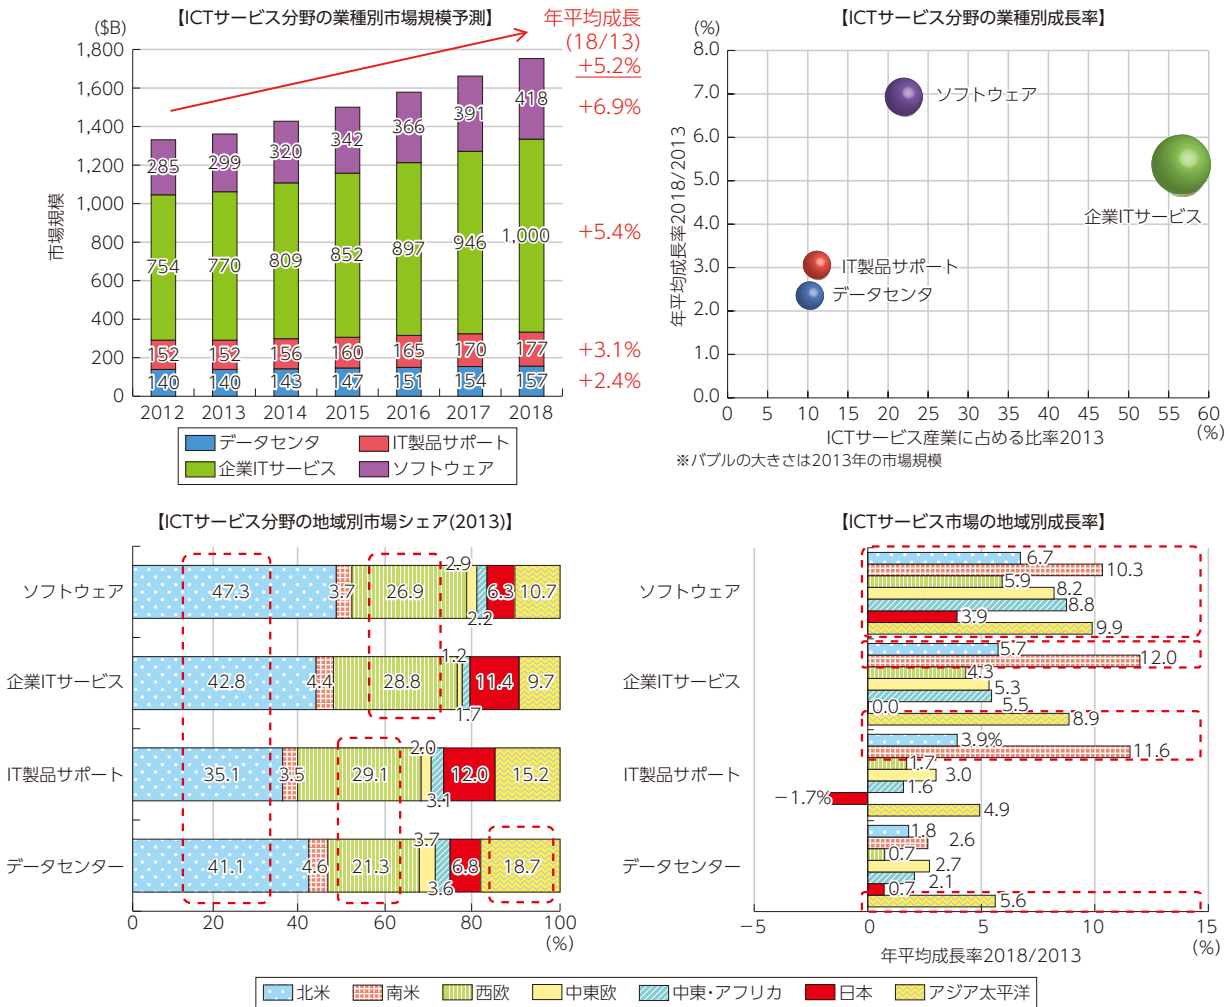 【ICTサービス分野の業種別市場規模予測】
($B)
年平均成長
(18/13)
+5.2%
+6.9%
+5.4%
+3.1%
+2.4%
市場規模
1,800
1,600
1,400
1,200
1,000
800
600
400
200
0
285 299 320 342 366 391 418
754 770 809 852 897 946 1,000
152 152 156 160 165 170 177
140 140 143 147 151 154 157
2012 2013 2014 2015 2016 2017 2018
データセンタ IT製品サポート
企業ITサービス ソフトウェア
【ICTサービス分野の業種別成長率】
(%)
年平均成長率2018/2013
8.0
7.0
6.0
5.0
4.0
3.0
2.0
1.0
0.0
ソフトウェア
企業ITサービス
IT製品サポート
データセンタ
0 5 10 15 20 25 30 35 40 45 50 55 60
(%)
ICTサービス産業に占める比率2013
※バブルの大きさは2013年の市場規模
【ICTサービス分野の地域別市場シェア(2013)】
ソフトウェア 47.3 3.7 26.9 2.9 2.2 6.3 10.7
企業ITサービス 42.8 4.4 28.8 1.2 1.7 11.4 9.7
IT製品サポート 35.1 3.5 29.1 2.0 3.1 12.0 15.2
データセンター 41.1 4.6 21.3 3.7 3.6 6.8 18.7
0 20 40 60 80 100
(%)
【ICTサービス市場の地域別成長率】
ソフトウェア
6.7
10.3
5.9
8.2
8.8
3.9
9.9
企業ITサービス
5.7
12.0
4.3
5.3
5.5
0.0
8.9
IT製品サポート
3.9%
11.6
1.7
3.0
1.6
−1.7%
4.9
データセンター
1.8
2.6
0.7
2.7
2.1
0.7
5.6
−5 0 5 10 15
(%)
年平均成長率2018/2013
北米 南米 西欧 中東欧 中東・アフリカ 日本 アジア太平洋